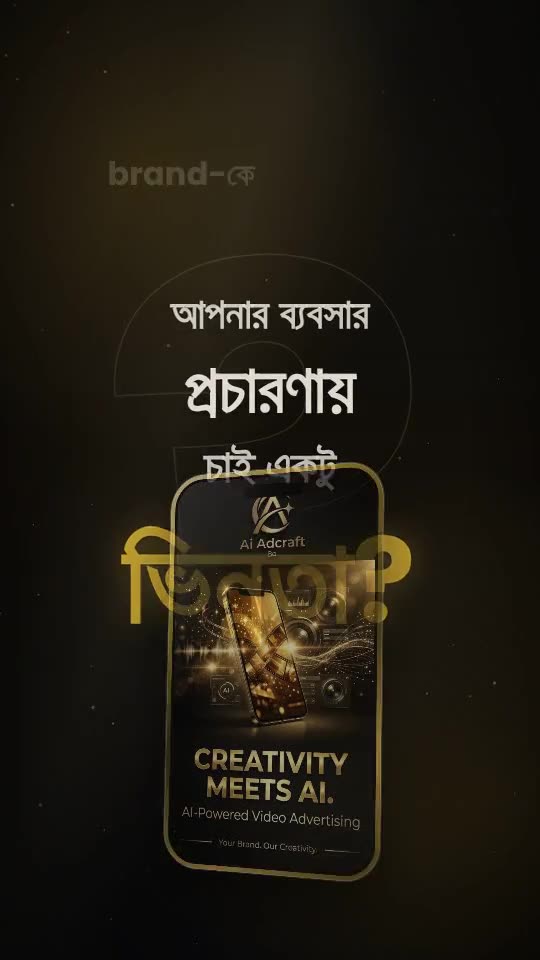 brand-কে
আপনার ব্যবসার
প্রচারণায়
চাই একটু
ভিন্নতা?
Ai Adcraft
CREATIVITY
MEETS AI.
AI-Powered Video Advertising
Your Brand. Our Creativity.